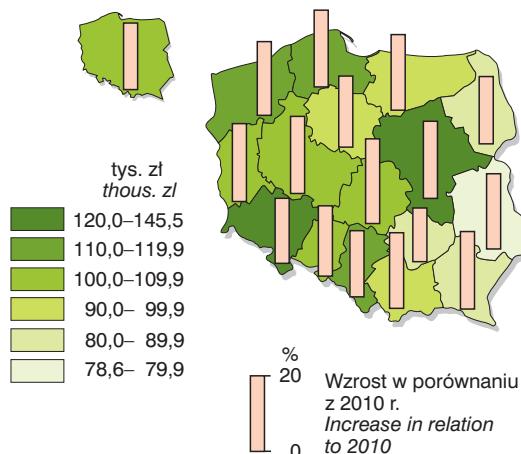 tys. zł
thous. zl
120,0–145,5
110,0–119,9
100,0–109,9
90,0– 99,9
80,0– 89,9
78,6– 79,9
%
20
0
Wzrost w porównaniu
z 2010 r.
Increase in relation
to 2010